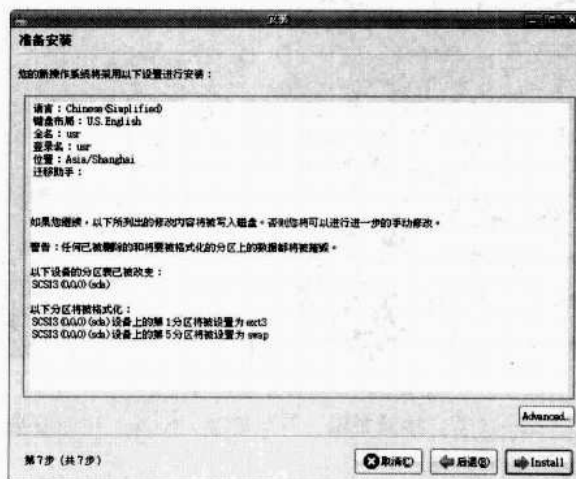 安装
准备安装
您的新操作系统将采用以下设置进行安装：
语言：Chinese (Simplified)
键盘布局：U.S. English
全名：usr
登录名：usr
位置：Asia/Shanghai
迁移助手：
如果您继续，以下所列出的修改内容将被写入磁盘。否则您将可以进行进一步的手动修改。
警告：任何已被删除的和将要被格式化的分区上的数据都将被摧毁。
以下设备的分区表已被改变：
SCSI3 (0,0,0) (sda)
以下分区将被格式化：
SCSI3 (0,0,0) (sda) 设备上的第 1 分区将被设置为 ext3
SCSI3 (0,0,0) (sda) 设备上的第 5 分区将被设置为 swap
Advanced...
第 7 步（共 7 步）
取消(C)
后退(B)
Install